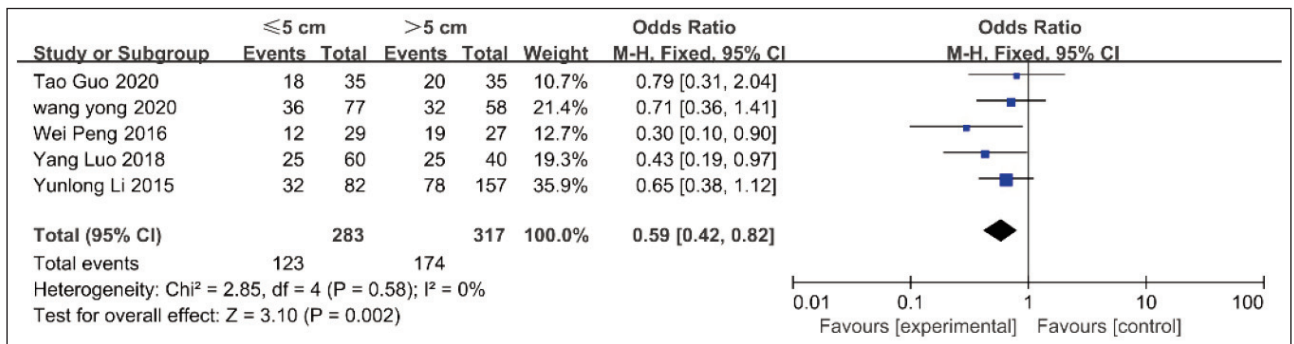 ≤5 cm >5 cm Odds Ratio Odds Ratio
Study or Subgroup Events Total Events Total Weight M-H. Fixed. 95% CI M-H. Fixed. 95% CI
Tao Guo 2020 18 35 20 35 10.7% 0.79 [0.31, 2.04]
wang yong 2020 36 77 32 58 21.4% 0.71 [0.36, 1.41]
Wei Peng 2016 12 29 19 27 12.7% 0.30 [0.10, 0.90]
Yang Luo 2018 25 60 25 40 19.3% 0.43 [0.19, 0.97]
Yunlong Li 2015 32 82 78 157 35.9% 0.65 [0.38, 1.12]
Total (95% CI) 283 317 100.0% 0.59 [0.42, 0.82]
Total events 123 174
Heterogeneity: Chi² = 2.85, df = 4 (P = 0.58); I² = 0%
Test for overall effect: Z = 3.10 (P = 0.002)
0.01 0.1 1 10 100
Favours [experimental] Favours [control]